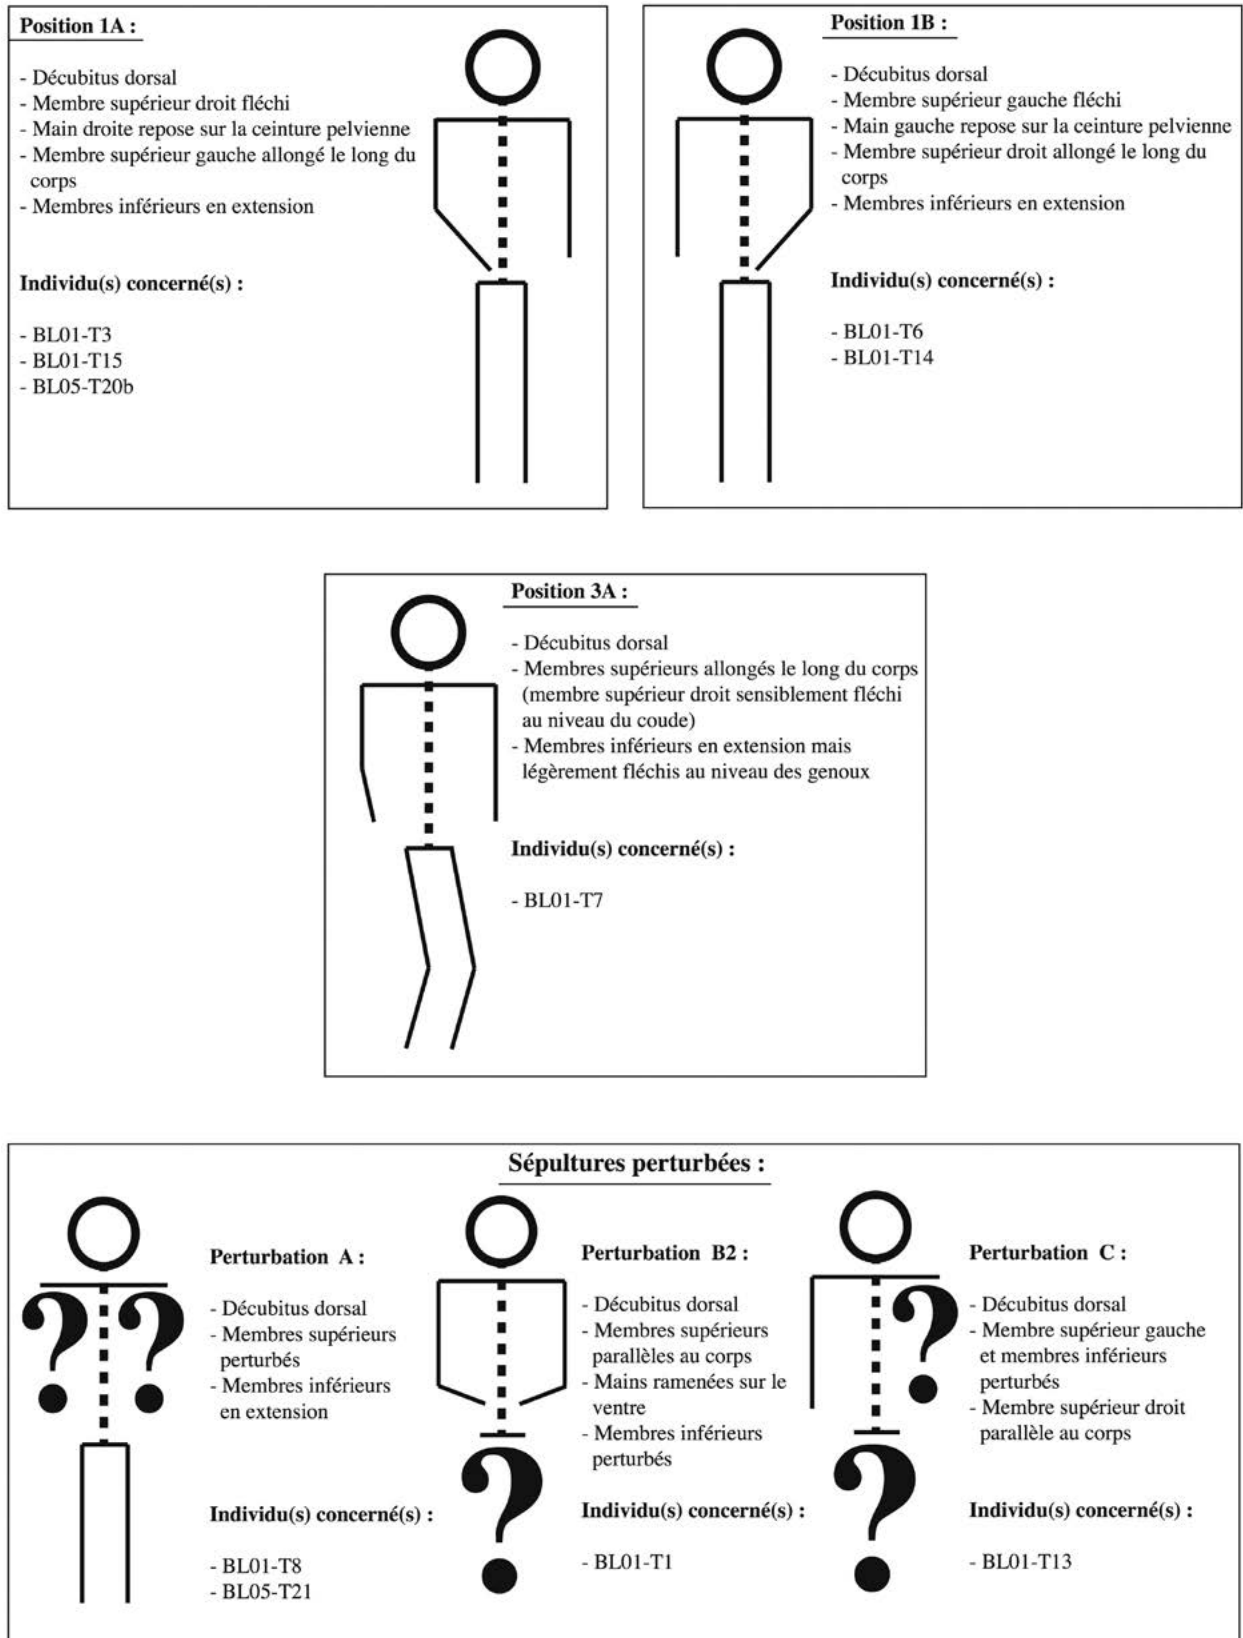 Position 1A :
- Décubitus dorsal
- Membre supérieur droit fléchi
- Main droite repose sur la ceinture pelvienne
- Membre supérieur gauche allongé le long du
corps
- Membres inférieurs en extension
Individu(s) concerné(s) :
- BL01-T3
- BL01-T15
- BL05-T20b
Position 1B :
- Décubitus dorsal
- Membre supérieur gauche fléchi
- Main gauche repose sur la ceinture pelvienne
- Membre supérieur droit allongé le long du
corps
- Membres inférieurs en extension
Individu(s) concerné(s) :
- BL01-T6
- BL01-T14
Position 3A :
- Décubitus dorsal
- Membres supérieurs allongés le long du corps
(membre supérieur droit sensiblement fléchi
au niveau du coude)
- Membres inférieurs en extension mais
légèrement fléchis au niveau des genoux
Individu(s) concerné(s) :
- BL01-T7
Sépultures perturbées :
? ?
Perturbation A :
- Décubitus dorsal
- Membres supérieurs
perturbés
- Membres inférieurs
en extension
Individu(s) concerné(s) :
- BL01-T8
- BL05-T21
?
Perturbation B2 :
- Décubitus dorsal
- Membres supérieurs
parallèles au corps
- Mains ramenées sur le
ventre
- Membres inférieurs
perturbés
Individu(s) concerné(s) :
- BL01-T1
?
?
Perturbation C :
- Décubitus dorsal
- Membre supérieur gauche
et membres inférieurs
perturbés
- Membre supérieur droit
parallèle au corps
Individu(s) concerné(s) :
- BL01-T13